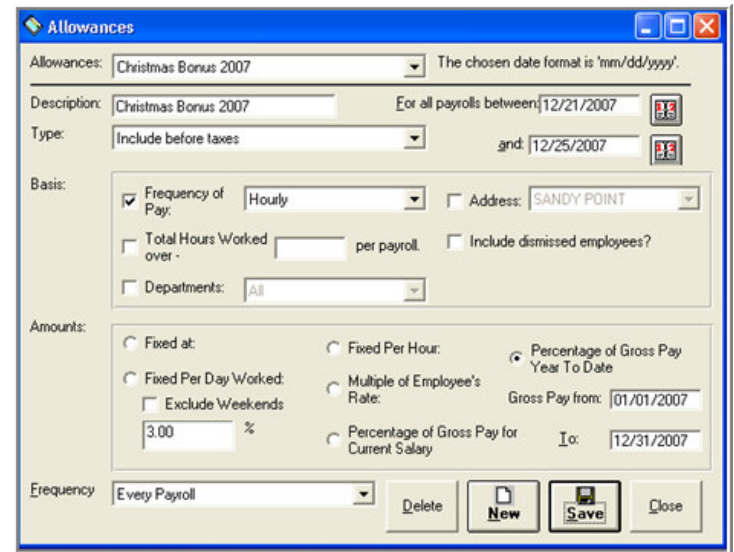 Allowances
Allowances: Christmas Bonus 2007 The chosen date format is 'mm/dd/yyyy'.
Description: Christmas Bonus 2007 For all payrolls between: 12/21/2007
Type: Include before taxes and: 12/25/2007
Basis:
Frequency of Pay: Hourly Address: SANDY POINT
Total Hours Worked over - per payroll. Include dismissed employees?
Departments: All
Amounts:
Fixed at: Fixed Per Hour: Percentage of Gross Pay Year To Date
Fixed Per Day Worked: Multiple of Employee's Rate: Gross Pay from: 01/01/2007
Exclude Weekends
3.00 % Percentage of Gross Pay for Current Salary To: 12/31/2007
Frequency Every Payroll Delete New Save Close